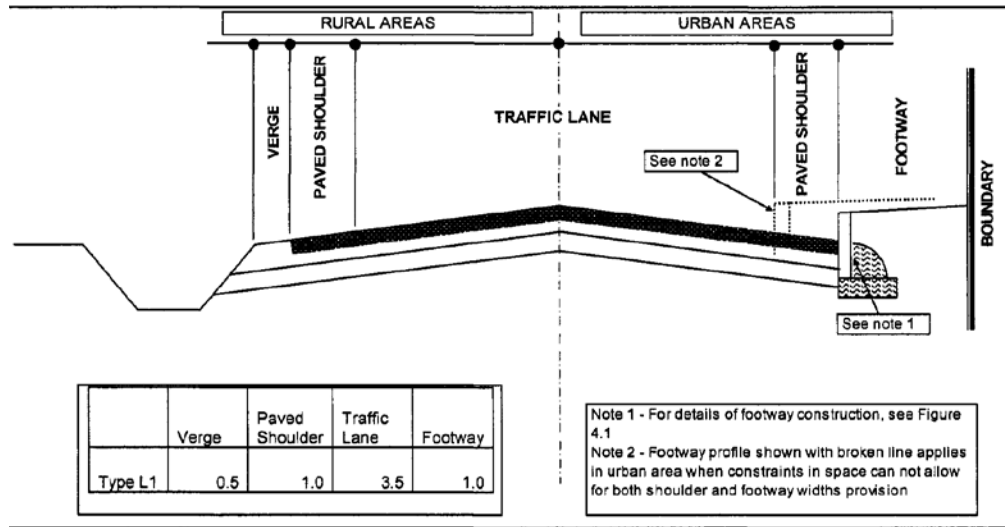 RURAL AREAS
URBAN AREAS
VERGE
PAVED SHOULDER
TRAFFIC LANE
PAVED SHOULDER
FOOTWAY
BOUNDARY
See note 2
See note 1
Verge Paved Shoulder Traffic Lane Footway
Type L1 0.5 1.0 3.5 1.0
Note 1 - For details of footway construction, see Figure
4.1
Note 2 - Footway profile shown with broken line applies
in urban area when constraints in space can not allow
for both shoulder and footway widths provision